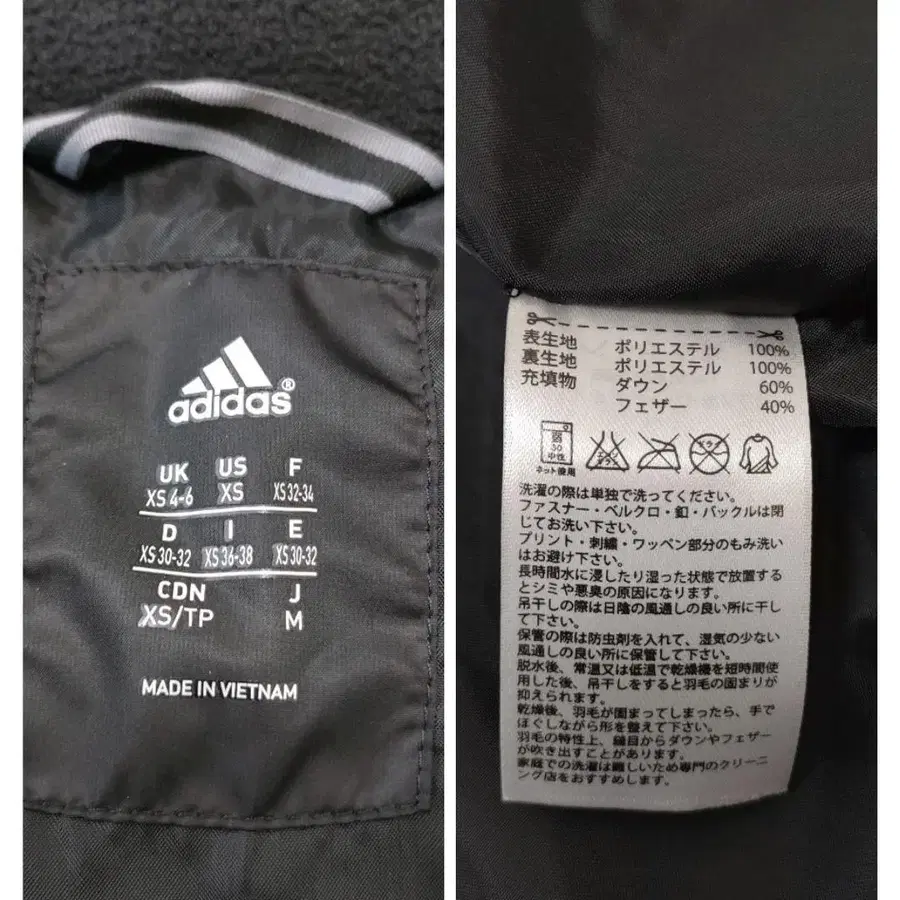 adidas®
UK US F
XS 4-6 XS XS 32-34
D I E
XS 30-32 XS 36-38 XS 30-32
CDN J
XS/TP M
MADE IN VIETNAM
表生地 ポリエステル 100%
裏生地 ポリエステル 100%
充填物 ダウン 60%
フェザー 40%
弱
30
中性
ネット使用
洗濯の際は単独で洗ってください。
ファスナー・ベルクロ・釦・バックルは閉
じてお洗い下さい。
プリント・刺繍・ワッペン部分のもみ洗い
はお避け下さい。
長時間水に浸したり湿った状態で放置する
とシミや悪臭の原因になります。
吊干しの際は日陰の風通しの良い所に干し
て下さい。
保管の際は防虫剤を入れて、湿気の少ない
風通しの良い所に保管して下さい。
脱水後、常温又は低温で乾燥機を短時間使
用した後、吊干しをすると羽毛の固まりが
抑えられます。
乾燥後、羽毛が固まってしまったら、手で
ほぐしながら形を整えて下さい。
羽毛の特性上、縫目からダウンやフェザー
が吹き出すことがあります。
家庭での洗濯は難しいため専門のクリーニ
ング店をおすすめします。